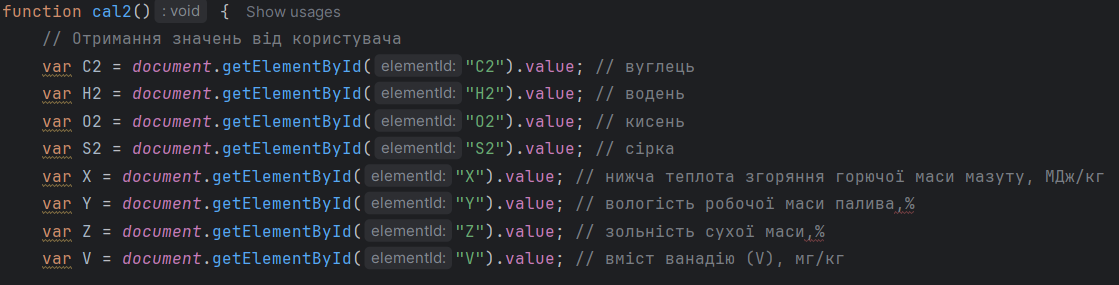 function cal2() : void { Show usages
// Отримання значень від користувача
var C2 = document.getElementById( elementId: "C2").value; // вуглець
var H2 = document.getElementById( elementId: "H2").value; // водень
var O2 = document.getElementById( elementId: "O2").value; // кисень
var S2 = document.getElementById( elementId: "S2").value; // сірка
var X = document.getElementById( elementId: "X").value; // нижча теплота згоряння горючої маси мазуту, МДж/кг
var Y = document.getElementById( elementId: "Y").value; // вологість робочої маси палива,%
var Z = document.getElementById( elementId: "Z").value; // зольність сухої маси,%
var V = document.getElementById( elementId: "V").value; // вміст ванадію (V), мг/кг